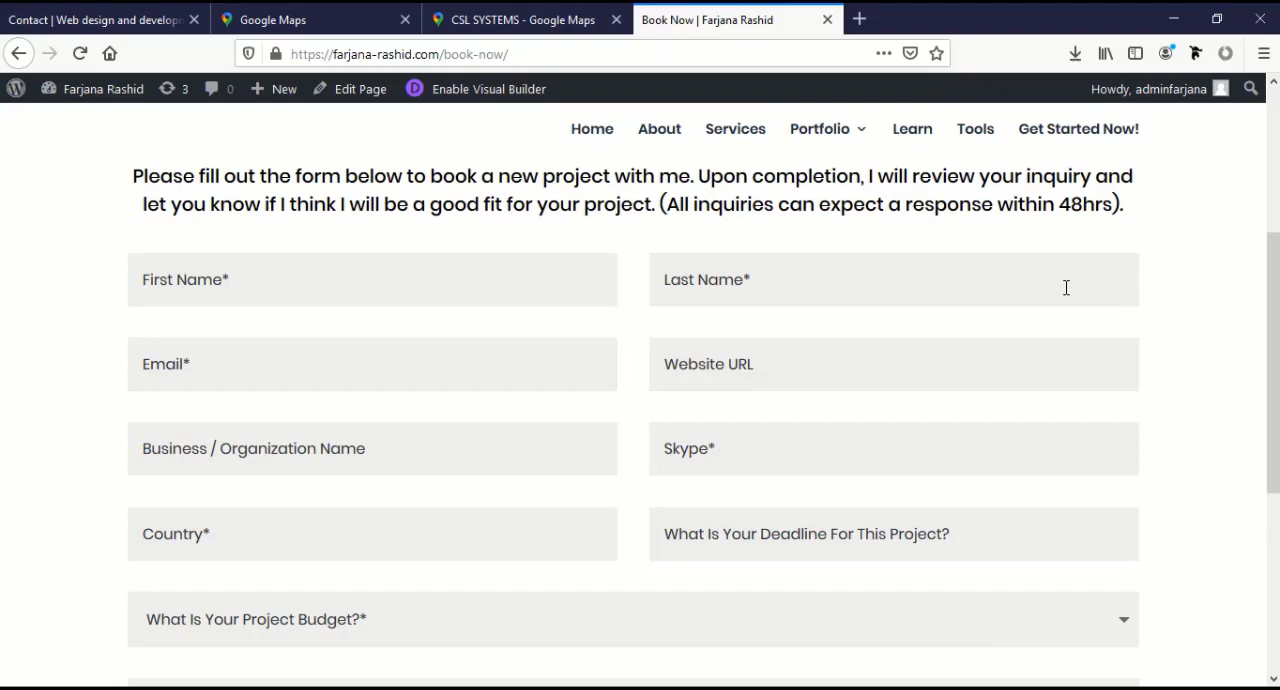 Contact | Web design and develop
Google Maps
CSL SYSTEMS - Google Maps
Book Now | Farjana Rashid
https://farjana-rashid.com/book-now/
Farjana Rashid
3
0
New
Edit Page
D
Enable Visual Builder
Howdy, adminfarjana
Home
About
Services
Portfolio
Learn
Tools
Get Started Now!
Please fill out the form below to book a new project with me. Upon completion, I will review your inquiry and
let you know if I think I will be a good fit for your project. (All inquiries can expect a response within 48hrs).
First Name*
Last Name*
Email*
Website URL
Business / Organization Name
Skype*
Country*
What Is Your Deadline For This Project?
What Is Your Project Budget?*